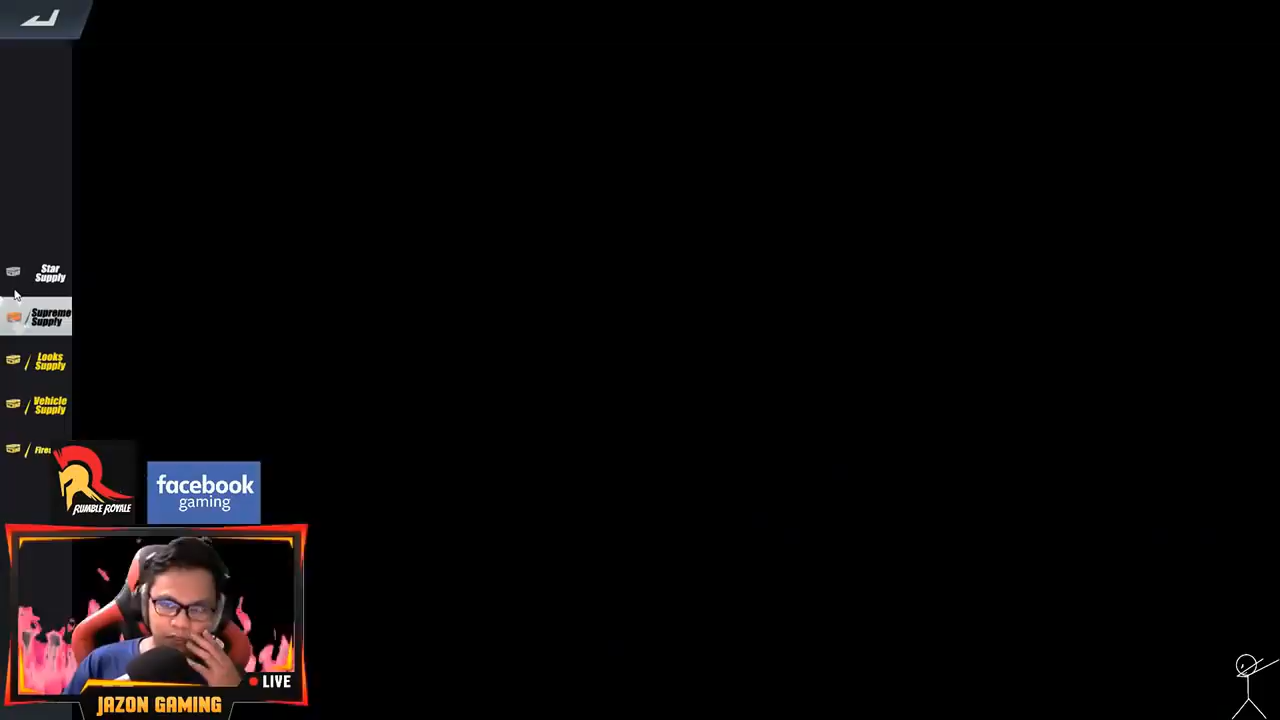 Star
Supply
Supreme
Supply
Looks
Supply
Vehicle
Supply
RUMBLE ROYALE
facebook
gaming
LIVE
JAZON GAMING